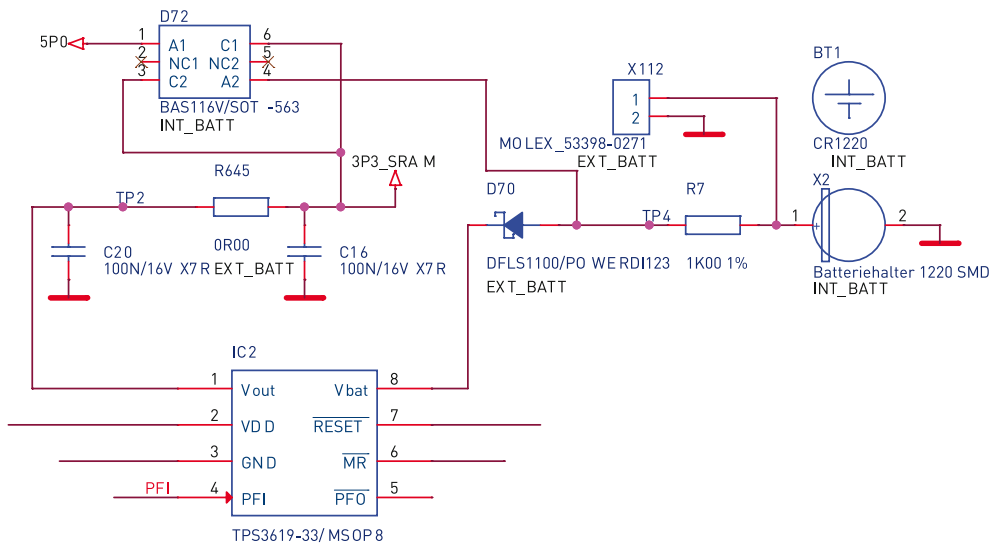 D72
5P0
1 A1 C1 6
2 NC1 NC2 5
3 C2 A2 4
BAS116V/SOT -563
INT_BATT
X112
1
2
MOLEX_53398-0271
EXT_BATT
BT1
CR1220
INT_BATT
3P3_SRA M
R645
TP2
0R00
EXT_BATT
C20
100N/16V X7R
C16
100N/16V X7R
D70
DFLS1100/PO WE RDI123
EXT_BATT
TP4
R7
1K00 1%
X2
1 + 2
Batteriehalter 1220 SMD
INT_BATT
IC2
1 Vout Vbat 8
2 VDD RESET 7
3 GND MR 6
PFI 4 PFI PFO 5
TPS3619-33/MSOP8